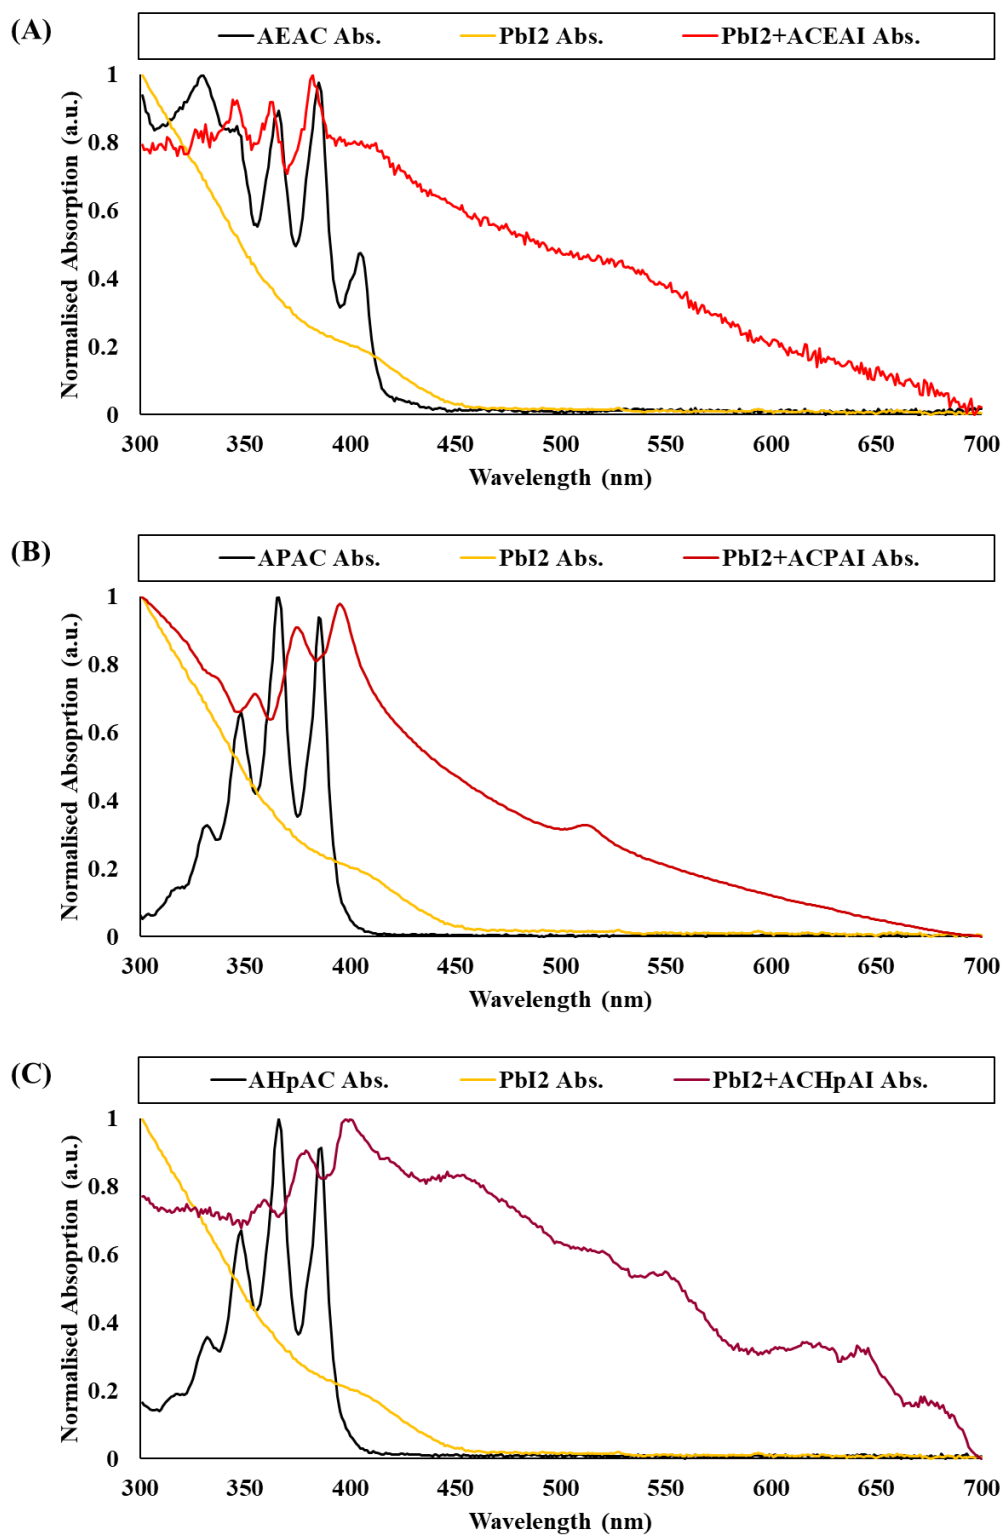 (A)
AEAC Abs. PbI2 Abs. PbI2+ACEAI Abs.
Normalised Absorption (a.u.)
1
0.8
0.6
0.4
0.2
0
300 350 400 450 500 550 600 650 700
Wavelength (nm)
(B)
APAC Abs. PbI2 Abs. PbI2+ACPAI Abs.
Normalised Absoprtion (a.u.)
1
0.8
0.6
0.4
0.2
0
300 350 400 450 500 550 600 650 700
Wavelength (nm)
(C)
AHpAC Abs. PbI2 Abs. PbI2+ACHpAI Abs.
Normalised Absoprtion (a.u.)
1
0.8
0.6
0.4
0.2
0
300 350 400 450 500 550 600 650 700
Wavelength (nm)